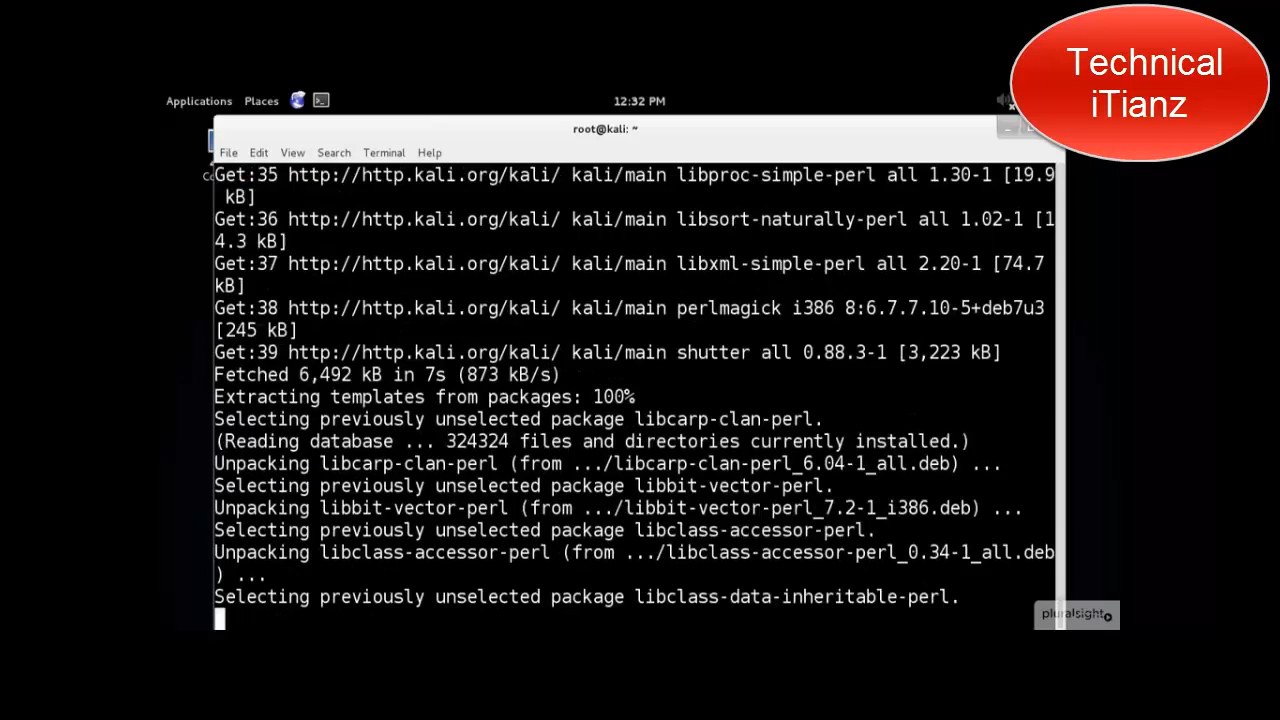 Technical
iTianz
Applications Places 12:32 PM
root@kali: ~
File Edit View Search Terminal Help
Get:35 http://http.kali.org/kali/ kali/main libproc-simple-perl all 1.30-1 [19.9
kB]
Get:36 http://http.kali.org/kali/ kali/main libsort-naturally-perl all 1.02-1 [1
4.3 kB]
Get:37 http://http.kali.org/kali/ kali/main libxml-simple-perl all 2.20-1 [74.7
kB]
Get:38 http://http.kali.org/kali/ kali/main perlmagick i386 8:6.7.7.10-5+deb7u3
[245 kB]
Get:39 http://http.kali.org/kali/ kali/main shutter all 0.88.3-1 [3,223 kB]
Fetched 6,492 kB in 7s (873 kB/s)
Extracting templates from packages: 100%
Selecting previously unselected package libcarp-clan-perl.
(Reading database ... 324324 files and directories currently installed.)
Unpacking libcarp-clan-perl (from .../libcarp-clan-perl_6.04-1_all.deb) ...
Selecting previously unselected package libbit-vector-perl.
Unpacking libbit-vector-perl (from .../libbit-vector-perl_7.2-1_i386.deb) ...
Selecting previously unselected package libclass-accessor-perl.
Unpacking libclass-accessor-perl (from .../libclass-accessor-perl_0.34-1_all.deb
) ...
Selecting previously unselected package libclass-data-inheritable-perl.
pluralsight